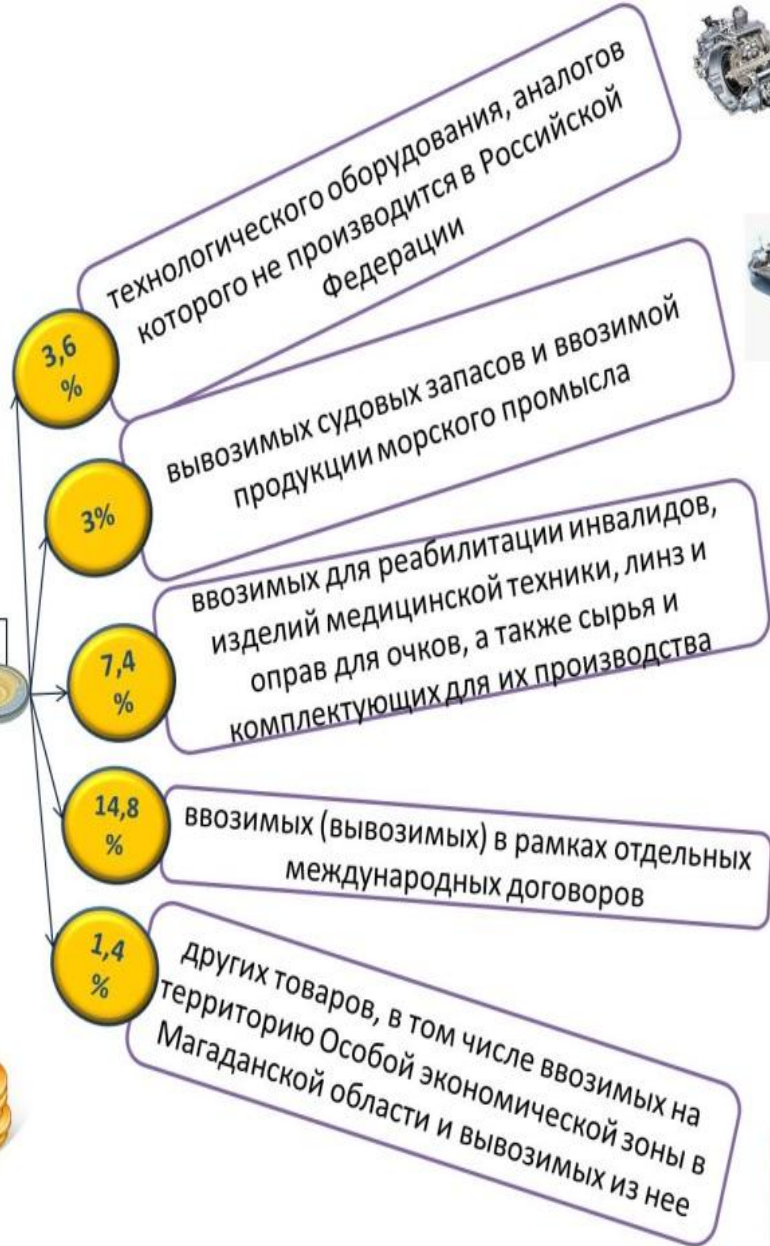 3,6
%
технологического оборудования, аналогов
которого не производится в Российской
Федерации
3%
вывозимых судовых запасов и ввозимой
продукции морского промысла
7,4
%
ввозимых для реабилитации инвалидов,
изделий медицинской техники, линз и
оправ для очков, а также сырья и
комплектующих для их производства
14,8
%
ввозимых (вывозимых) в рамках отдельных
международных договоров
1,4
%
других товаров, в том числе ввозимых на
территорию Особой экономической зоны в
Магаданской области и вывозимых из нее